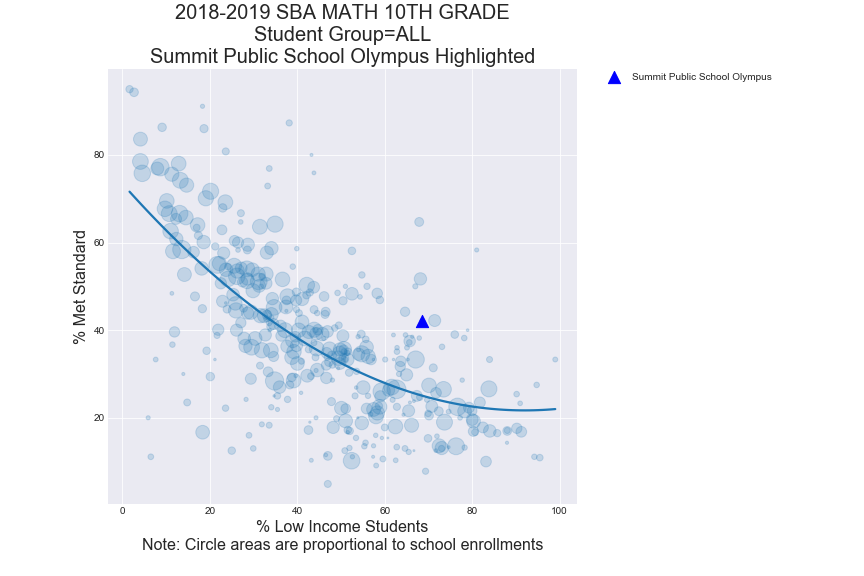 2018-2019 SBA MATH 10TH GRADE
Student Group=ALL
Summit Public School Olympus Highlighted
Summit Public School Olympus
% Met Standard
80
60
40
20
0 20 40 60 80 100
% Low Income Students
Note: Circle areas are proportional to school enrollments